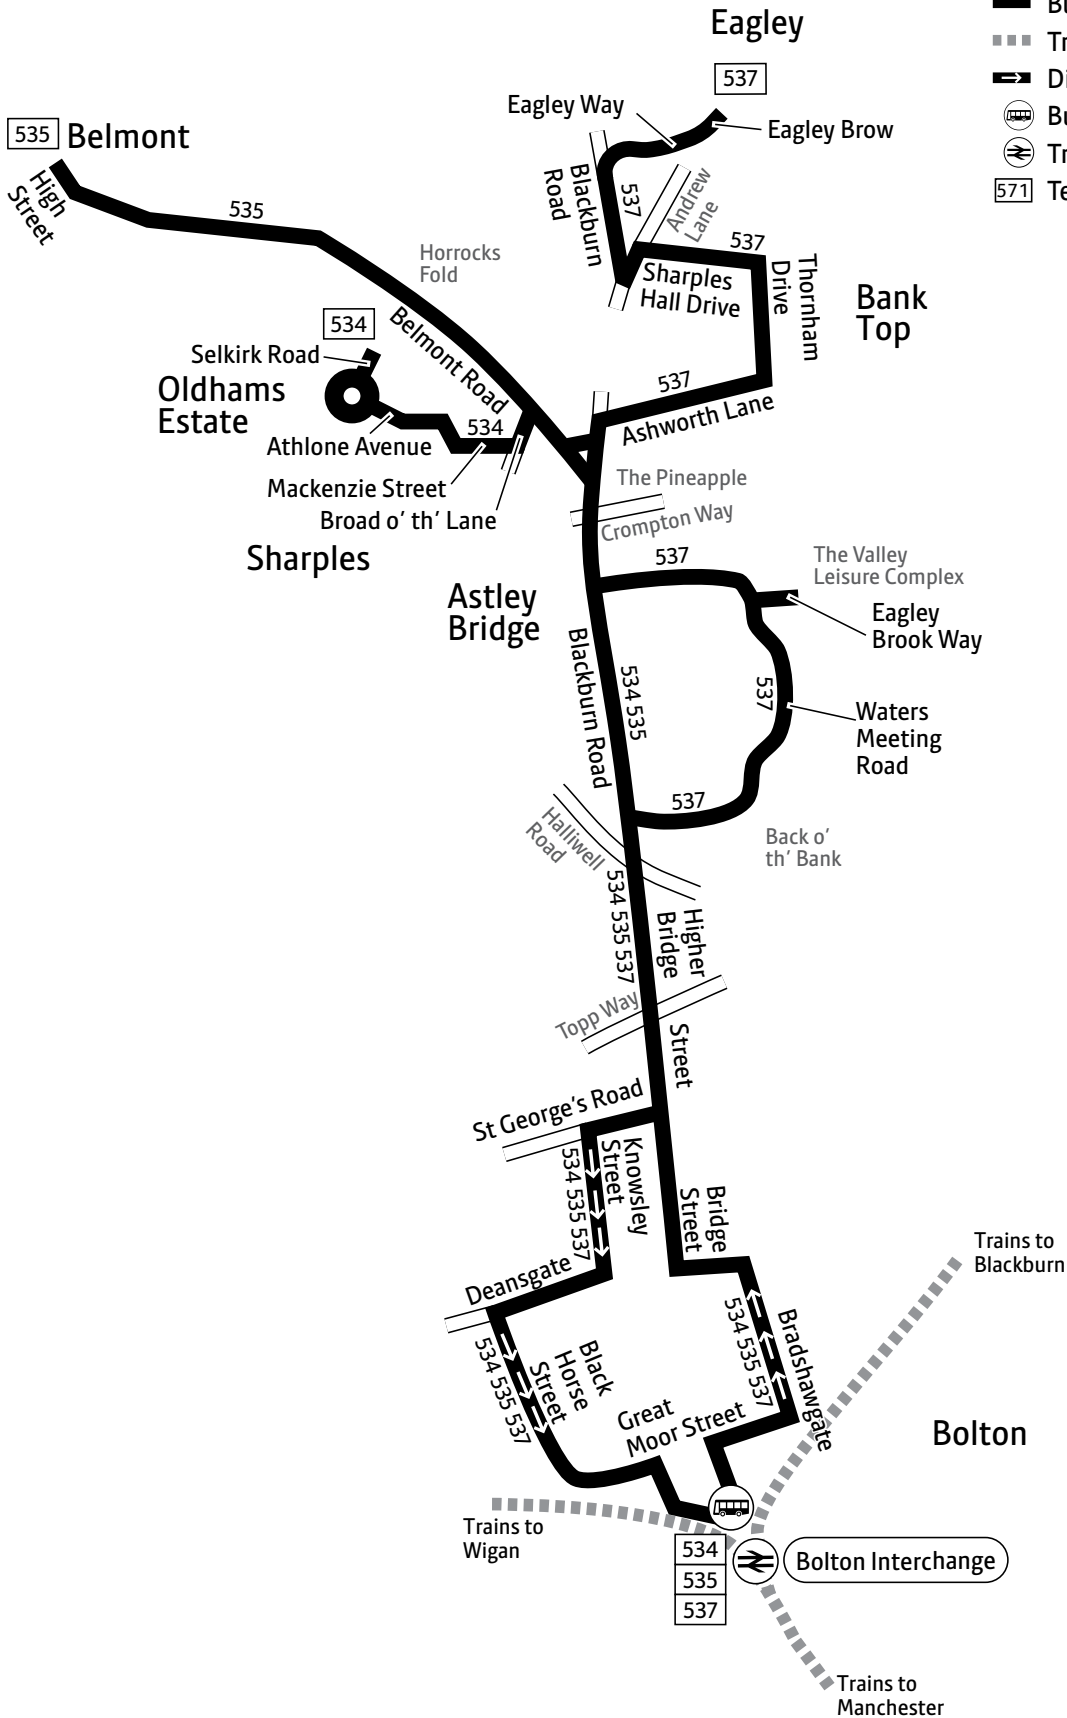 Eagley
537
Eagley Way
Eagley Brow
535
Belmont
High
Street
535
Blackburn
Road
537
Andrew
Lane
537
Horrocks
Fold
Sharples
Hall Drive
Thornham
Drive
Bank
Top
534
Belmont Road
Selkirk Road
Oldhams
Estate
537
534
Ashworth Lane
Athlone Avenue
Mackenzie Street
Broad o' th' Lane
The Pineapple
Crompton Way
Sharples
537
The Valley
Leisure Complex
Astley
Bridge
Eagley
Brook Way
Blackburn Road
534 535
537
Waters
Meeting
Road
537
Halliwell
Road
Back o'
th' Bank
534 535 537
Higher
Bridge
Street
Topp Way
St George's Road
Knowsley
Street
534 535 537
Bridge
Street
Deansgate
Trains to
Blackburn
534 535 537
Black
Horse
Street
534 535 537
Bradshawgate
Great
Moor Street
Bolton
Trains to
Wigan
534
535
537
Bolton Interchange
Trains to
Manchester
571